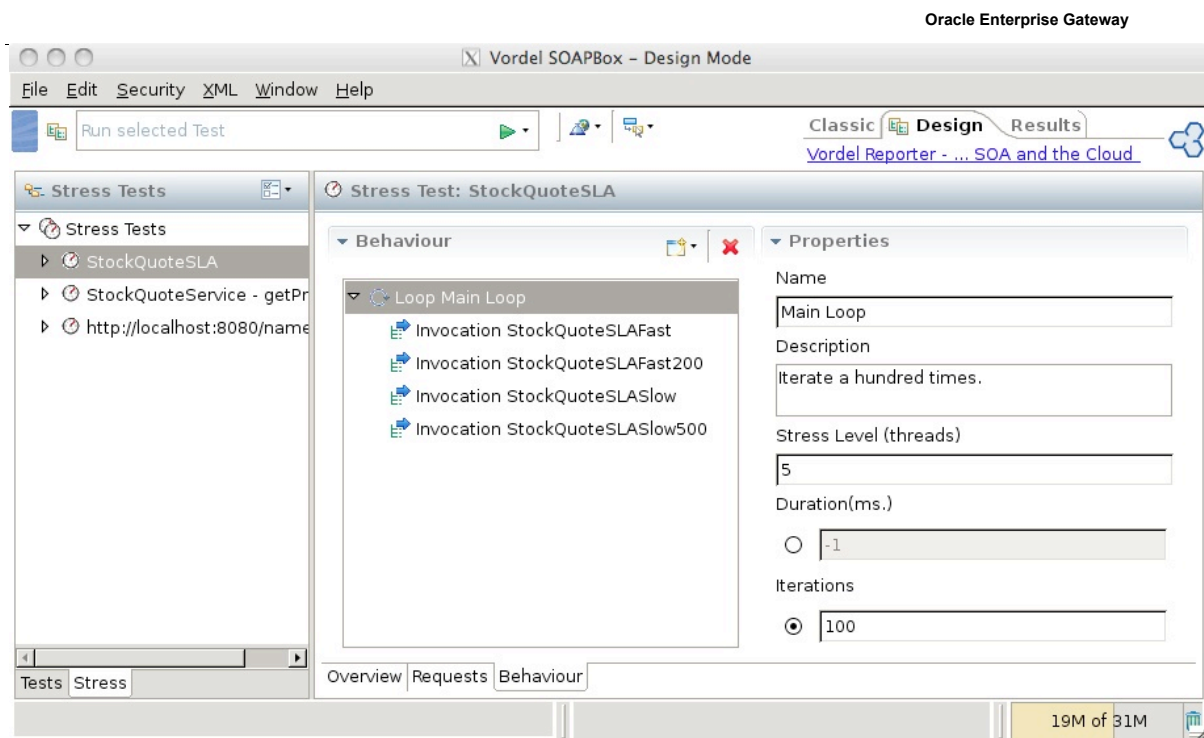 Oracle Enterprise Gateway
Vordel SOAPBox – Design Mode
File Edit Security XML Window Help
Run selected Test
Classic Design Results
Vordel Reporter - ... SOA and the Cloud
Stress Tests
Stress Tests
StockQuoteSLA
StockQuoteService - getPr
http://localhost:8080/name
Tests Stress
Stress Test: StockQuoteSLA
Behaviour
Loop Main Loop
Invocation StockQuoteSLAFast
Invocation StockQuoteSLAFast200
Invocation StockQuoteSLASlow
Invocation StockQuoteSLASlow500
Properties
Name
Main Loop
Description
Iterate a hundred times.
Stress Level (threads)
5
Duration(ms.)
-1
Iterations
100
Overview Requests Behaviour
19M of 31M